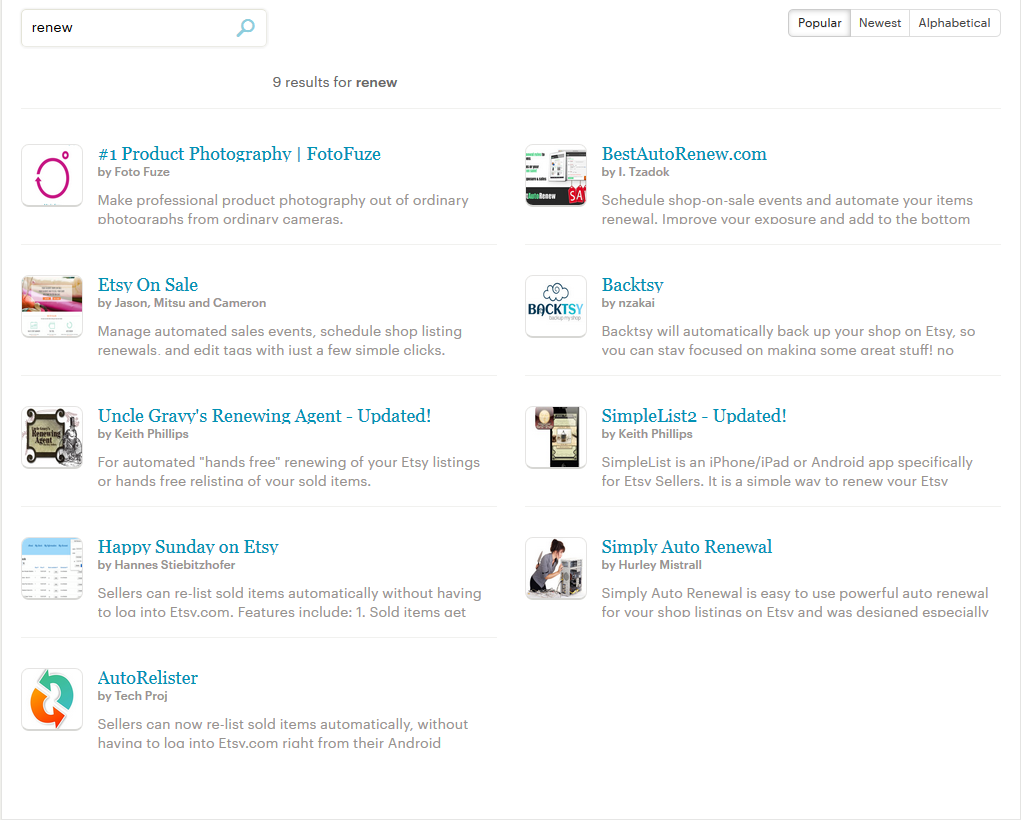 renew
Popular Newest Alphabetical
9 results for renew
#1 Product Photography | FotoFuze
by Foto Fuze
Make professional product photography out of ordinary
photographs from ordinary cameras.
BestAutoRenew.com
by I. Tzadok
Schedule shop-on-sale events and automate your items
renewal. Improve your exposure and add to the bottom
Etsy On Sale
by Jason, Mitsu and Cameron
Manage automated sales events, schedule shop listing
renewals, and edit tags with just a few simple clicks.
BACKTSY
backup my shop
Backtsy
by nzakai
Backtsy will automatically back up your shop on Etsy, so
you can stay focused on making some great stuff! no
Renewing
Agent
Uncle Gravy's Renewing Agent - Updated!
by Keith Phillips
For automated "hands free" renewing of your Etsy listings
or hands free relisting of your sold items.
SimpleList2 - Updated!
by Keith Phillips
SimpleList is an iPhone/iPad or Android app specifically
for Etsy Sellers. It is a simple way to renew your Etsy
Happy Sunday on Etsy
by Hannes Stiebitzhofer
Sellers can re-list sold items automatically without having
to log into Etsy.com. Features include: 1. Sold items get
Simply Auto Renewal
by Hurley Mistrall
Simply Auto Renewal is easy to use powerful auto renewal
for your shop listings on Etsy and was designed especially
AutoRelister
by Tech Proj
Sellers can now re-list sold items automatically, without
having to log into Etsy.com right from their Android